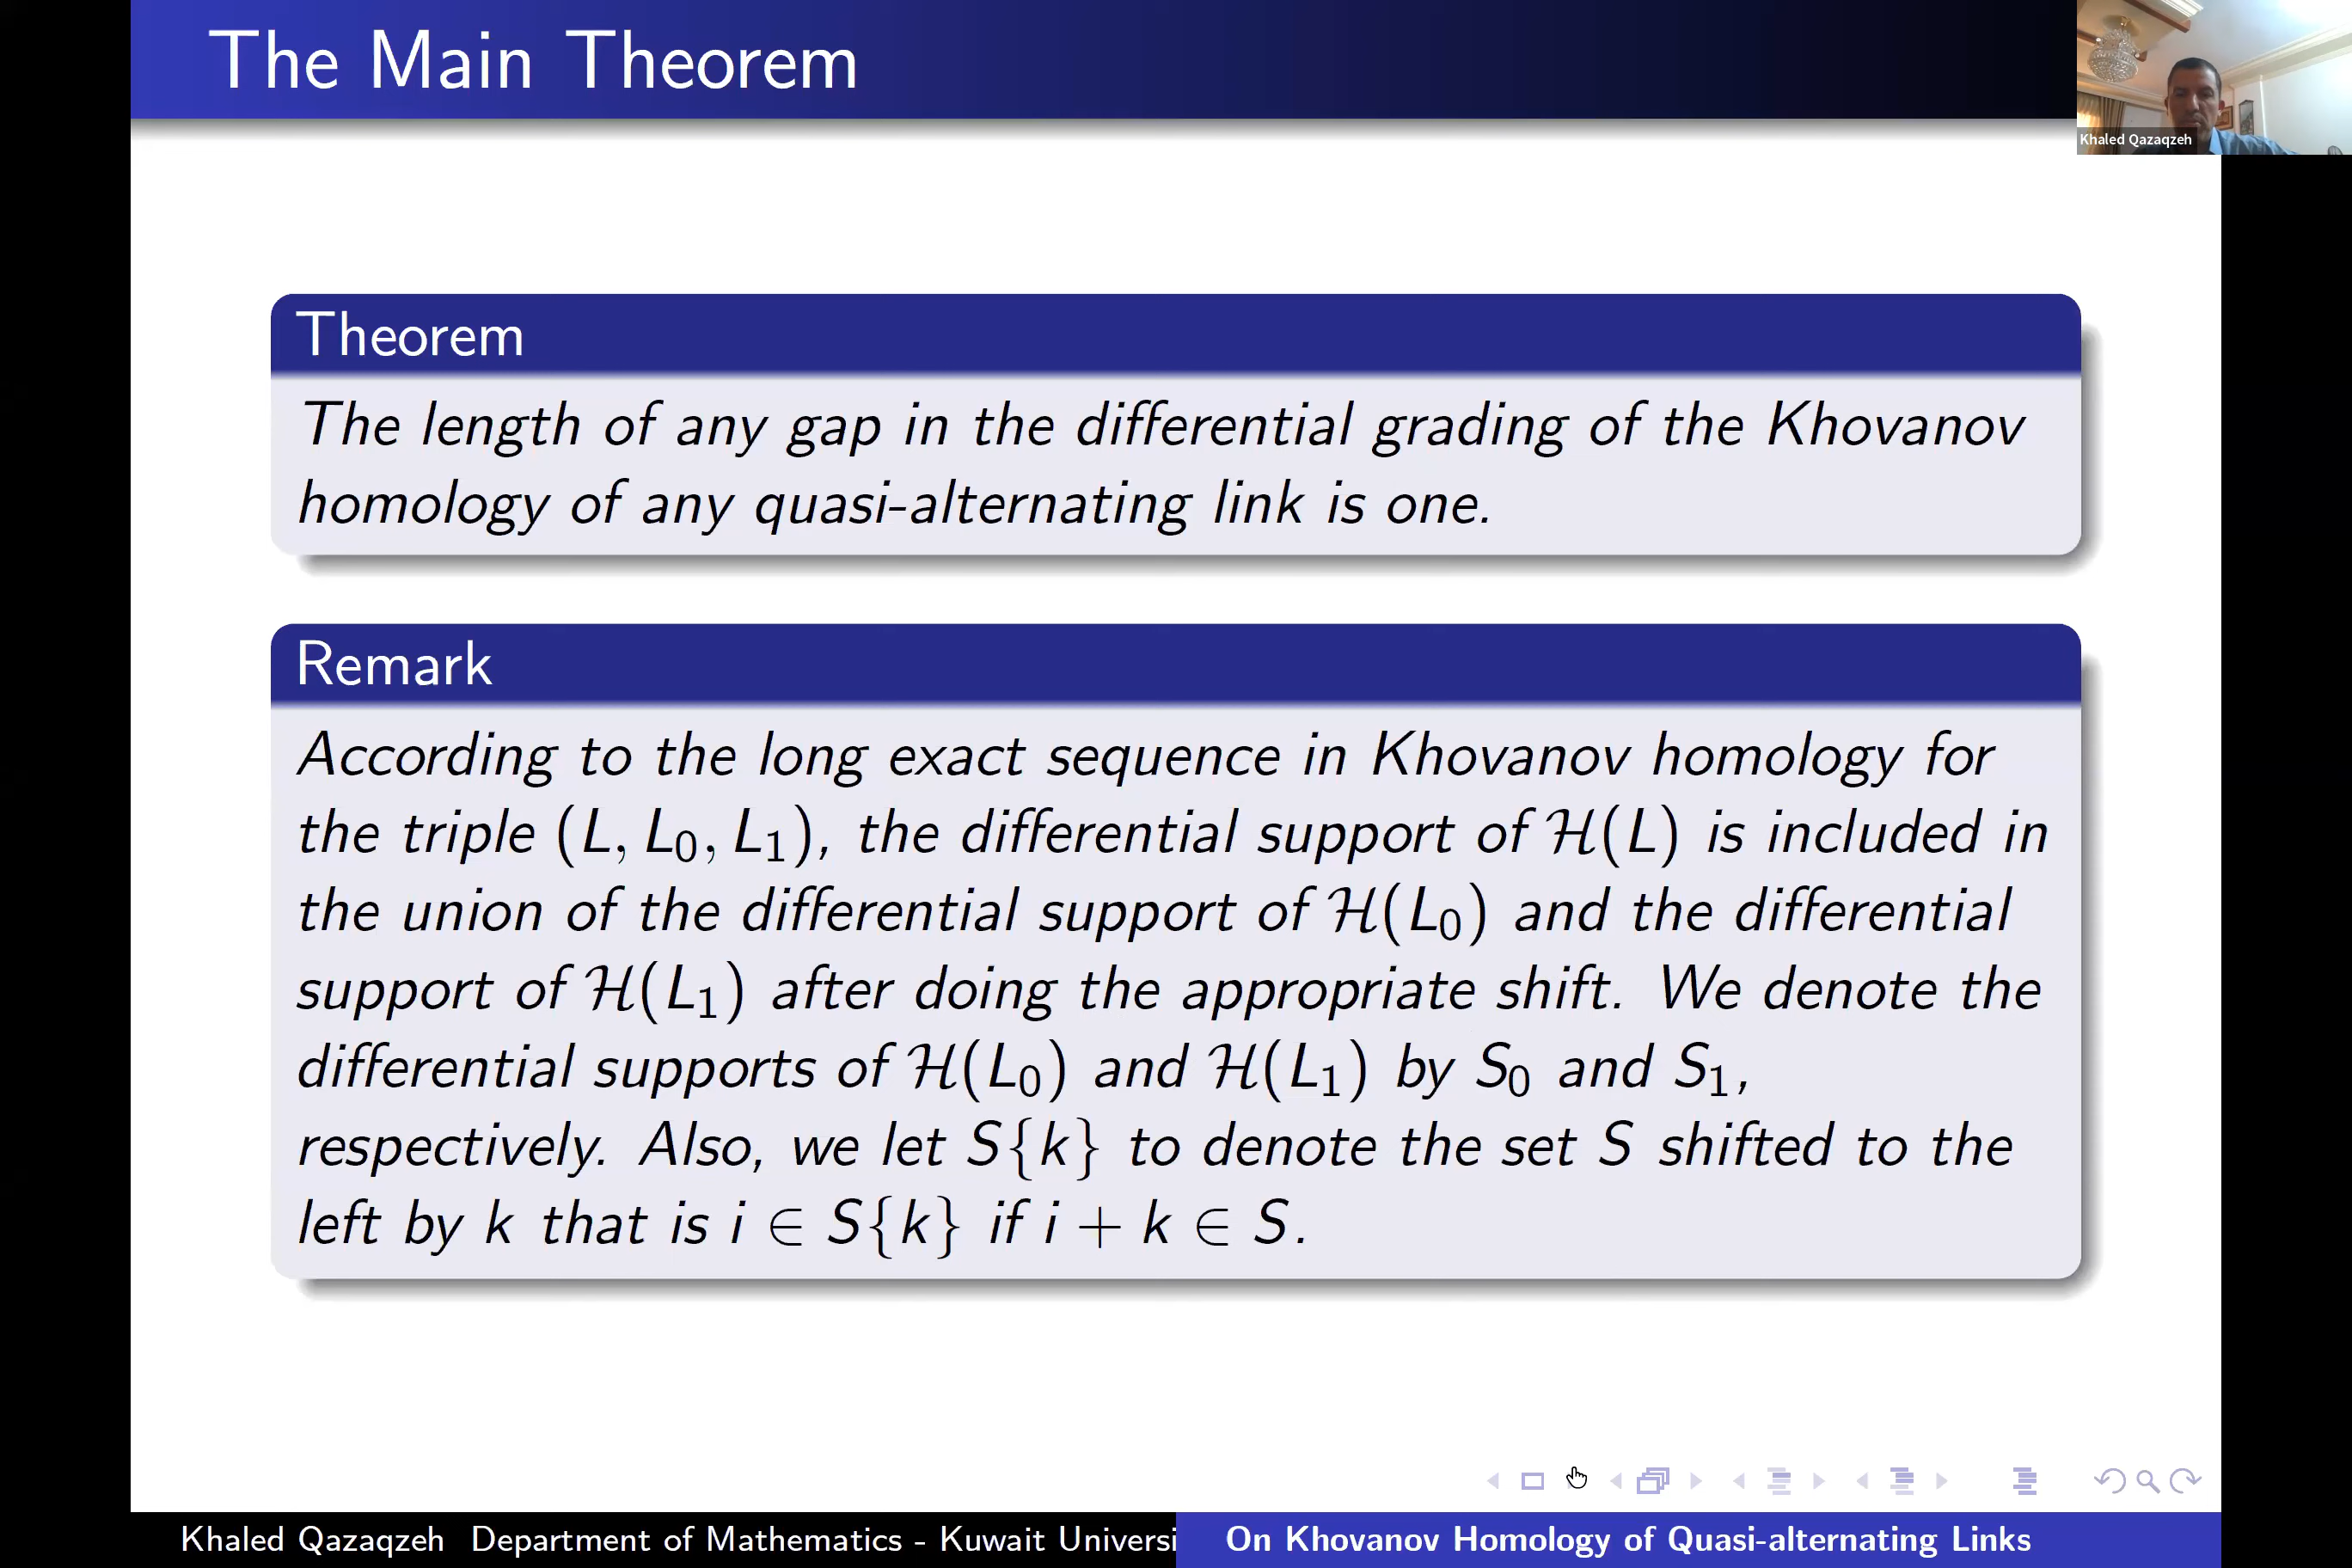 The Main Theorem
Khaled Qazaqzeh
Theorem
The length of any gap in the differential grading of the Khovanov
homology of any quasi-alternating link is one.
Remark
According to the long exact sequence in Khovanov homology for
the triple (L, L₀, L₁), the differential support of ℋ(L) is included in
the union of the differential support of ℋ(L₀) and the differential
support of ℋ(L₁) after doing the appropriate shift. We denote the
differential supports of ℋ(L₀) and ℋ(L₁) by S₀ and S₁,
respectively. Also, we let S{k} to denote the set S shifted to the
left by k that is i ∈ S{k} if i + k ∈ S.
Khaled Qazaqzeh Department of Mathematics - Kuwait Universi
On Khovanov Homology of Quasi-alternating Links